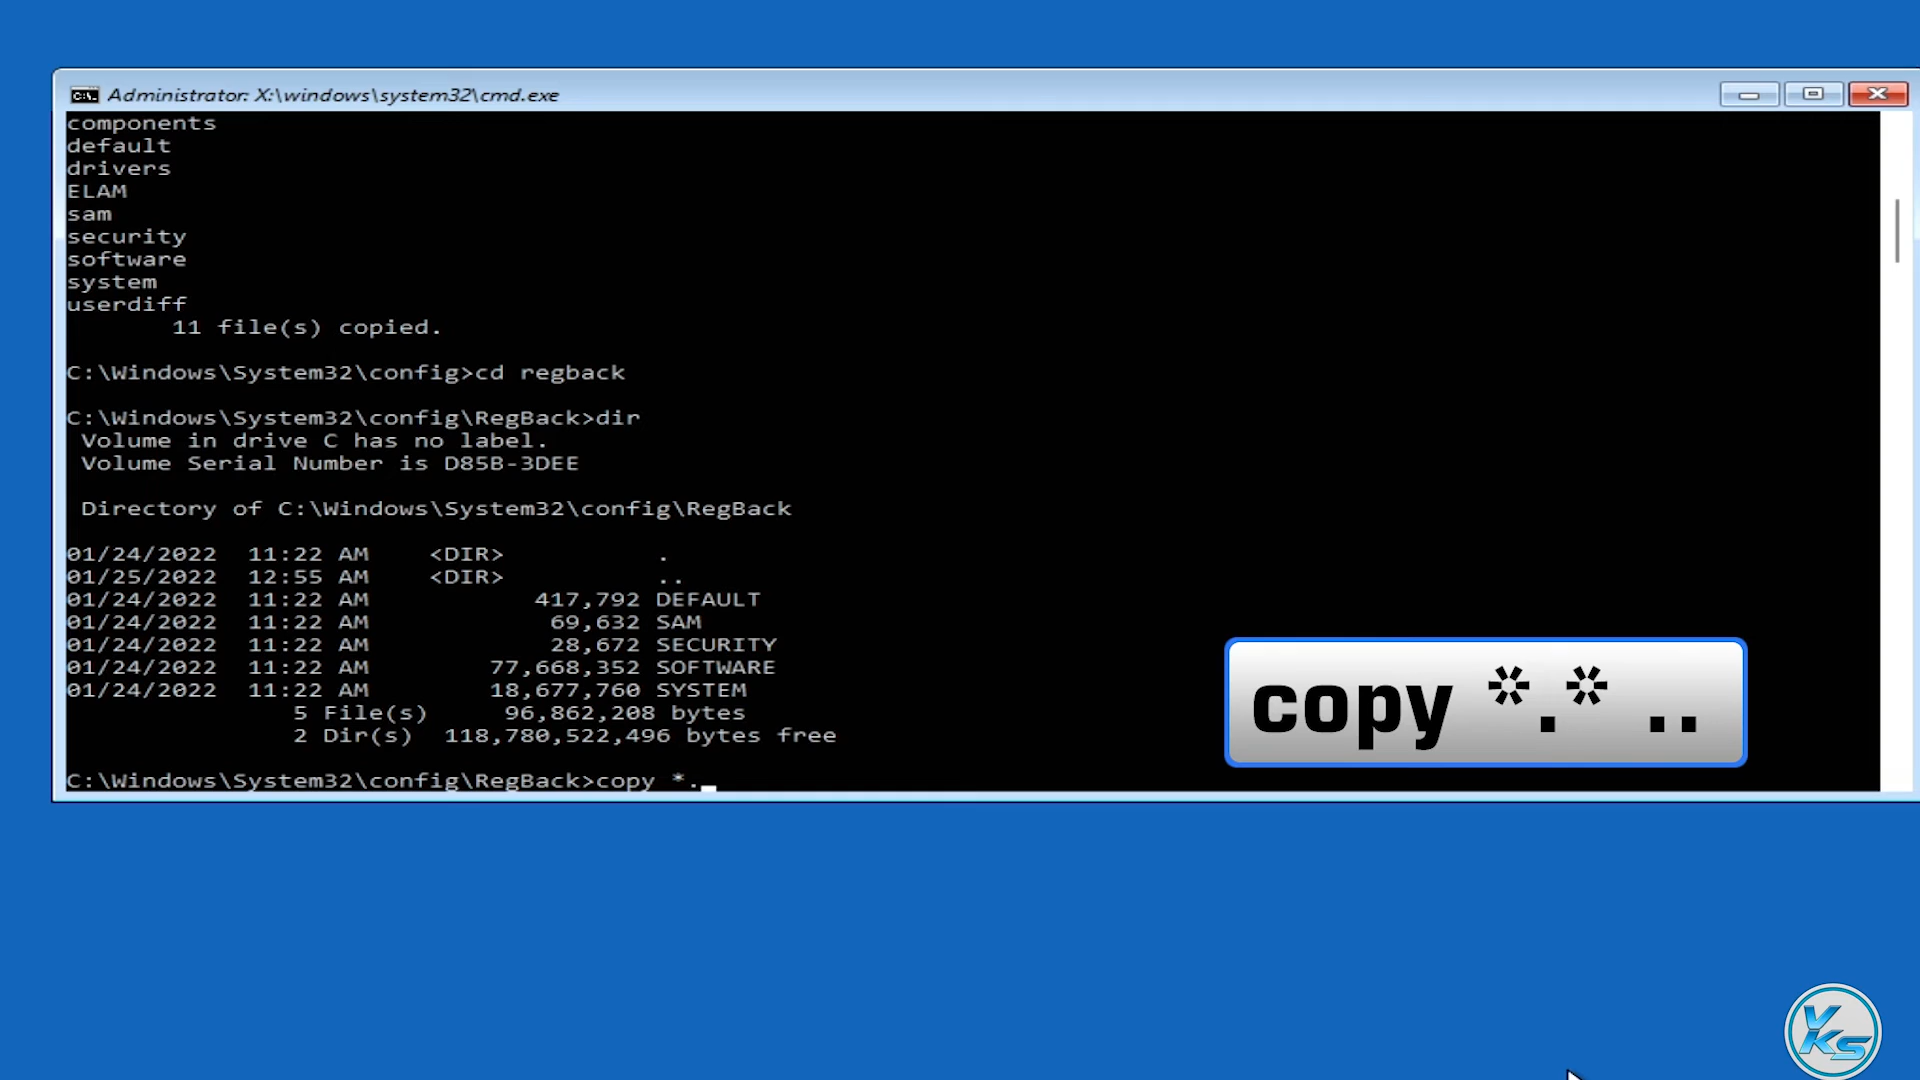 Administrator: X:\windows\system32\cmd.exe
components
default
drivers
ELAM
sam
security
software
system
userdiff
11 file(s) copied.
C:\Windows\System32\config>cd regback
C:\Windows\System32\config\RegBack>dir
Volume in drive C has no label.
Volume Serial Number is D85B-3DEE
Directory of C:\Windows\System32\config\RegBack
01/24/2022 11:22 AM <DIR> .
01/25/2022 12:55 AM <DIR> ..
01/24/2022 11:22 AM 417,792 DEFAULT
01/24/2022 11:22 AM 69,632 SAM
01/24/2022 11:22 AM 28,672 SECURITY
01/24/2022 11:22 AM 77,668,352 SOFTWARE
01/24/2022 11:22 AM 18,677,760 SYSTEM
5 File(s) 96,862,208 bytes
2 Dir(s) 118,780,522,496 bytes free
C:\Windows\System32\config\RegBack>copy *._
copy *.* ..
VKS